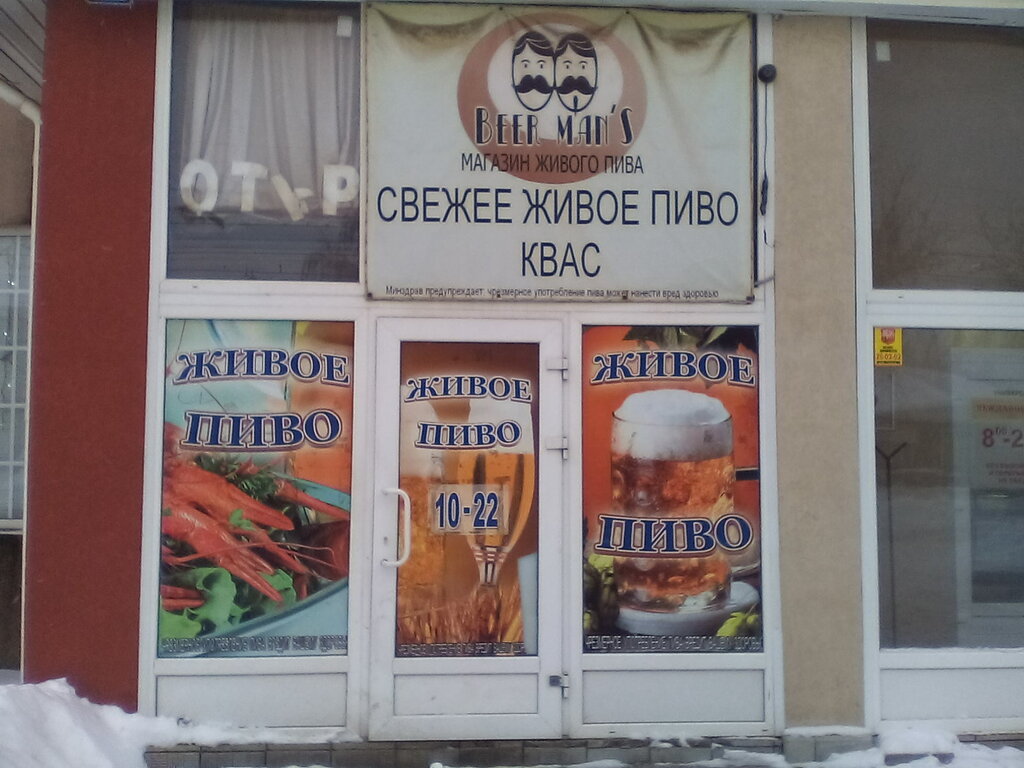 ОТКР
BEER MAN'S
МАГАЗИН ЖИВОГО ПИВА
СВЕЖЕЕ ЖИВОЕ ПИВО
КВАС
Минздрав предупреждает: чрезмерное употребление пива может нанести вред здоровью
ЖИВОЕ
ПИВО
ЖИВОЕ
ПИВО
10-22
ЖИВОЕ
ПИВО